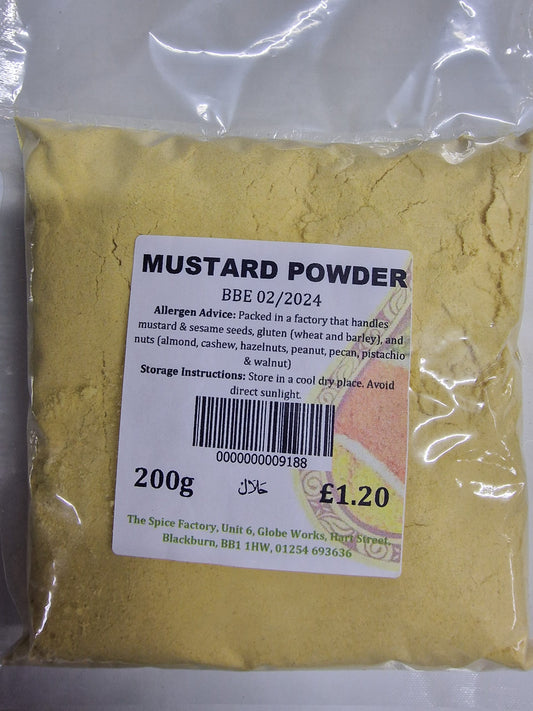 MUSTARD POWDER
BBE 02/2024
Allergen Advice: Packed in a factory that handles
mustard & sesame seeds, gluten (wheat and barley), and
nuts (almond, cashew, hazelnuts, peanut, pecan, pistachio
& walnut)
Storage Instructions: Store in a cool dry place. Avoid
direct sunlight.
0000000009188
200g حلال £1.20
The Spice Factory, Unit 6, Globe Works, Hart Street,
Blackburn, BB1 1HW, 01254 693636